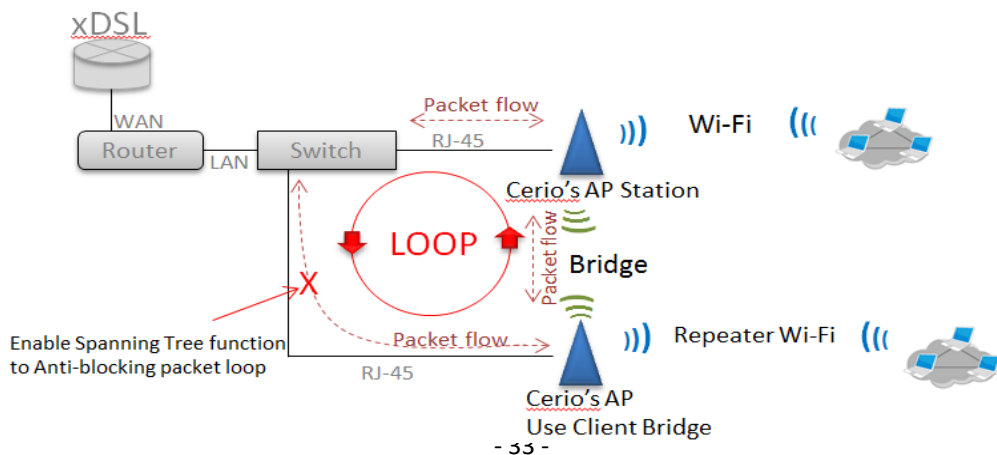 xDSL
WAN
Router
LAN
Switch
Packet flow
RJ-45
Wi-Fi
Cerio's AP Station
LOOP
Packet flow
Bridge
X
Enable Spanning Tree function
to Anti-blocking packet loop
Packet flow
RJ-45
Repeater Wi-Fi
Cerio's AP
Use Client Bridge
- 33 -